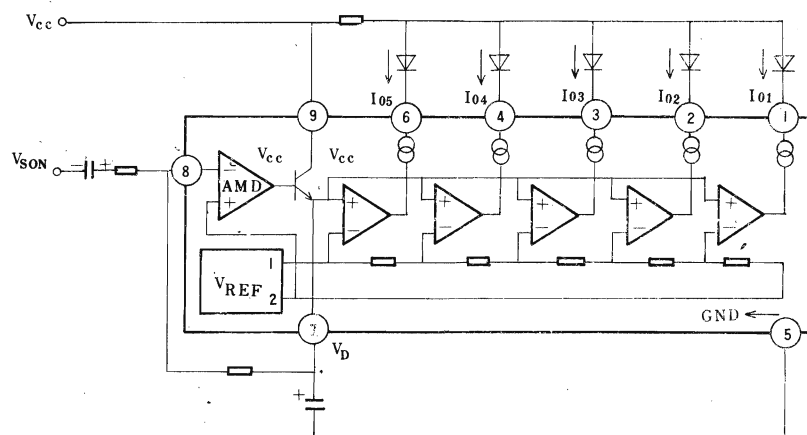 Vcc
I05
I04
I03
I02
I01
9
6
4
3
2
1
VSON
− +
8
Vcc
Vcc
−
+
AMD
+
−
+
−
+
−
+
−
+
−
VREF
1
2
7
VD
GND
5
+